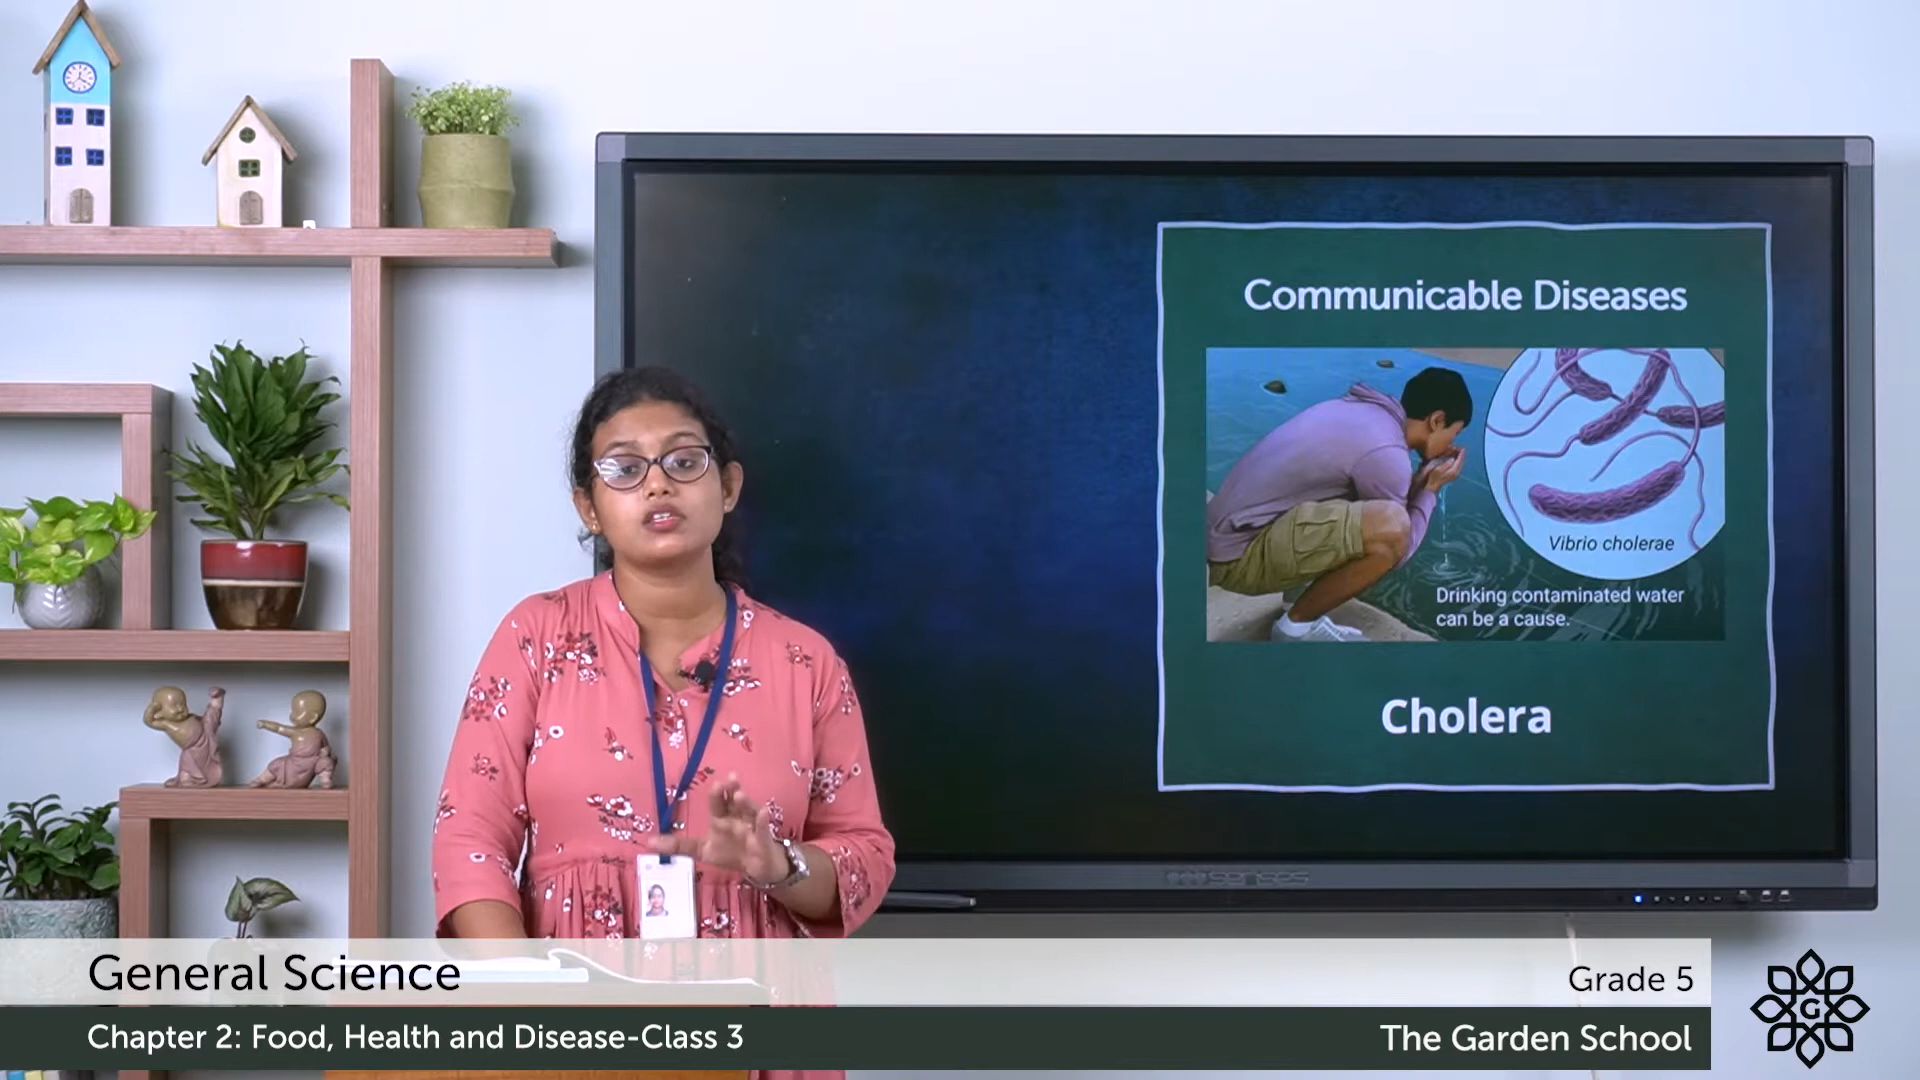 Communicable Diseases
Vibrio cholerae
Drinking contaminated water
can be a cause.
Cholera
senses
General Science
Grade 5
Chapter 2: Food, Health and Disease-Class 3
The Garden School
G